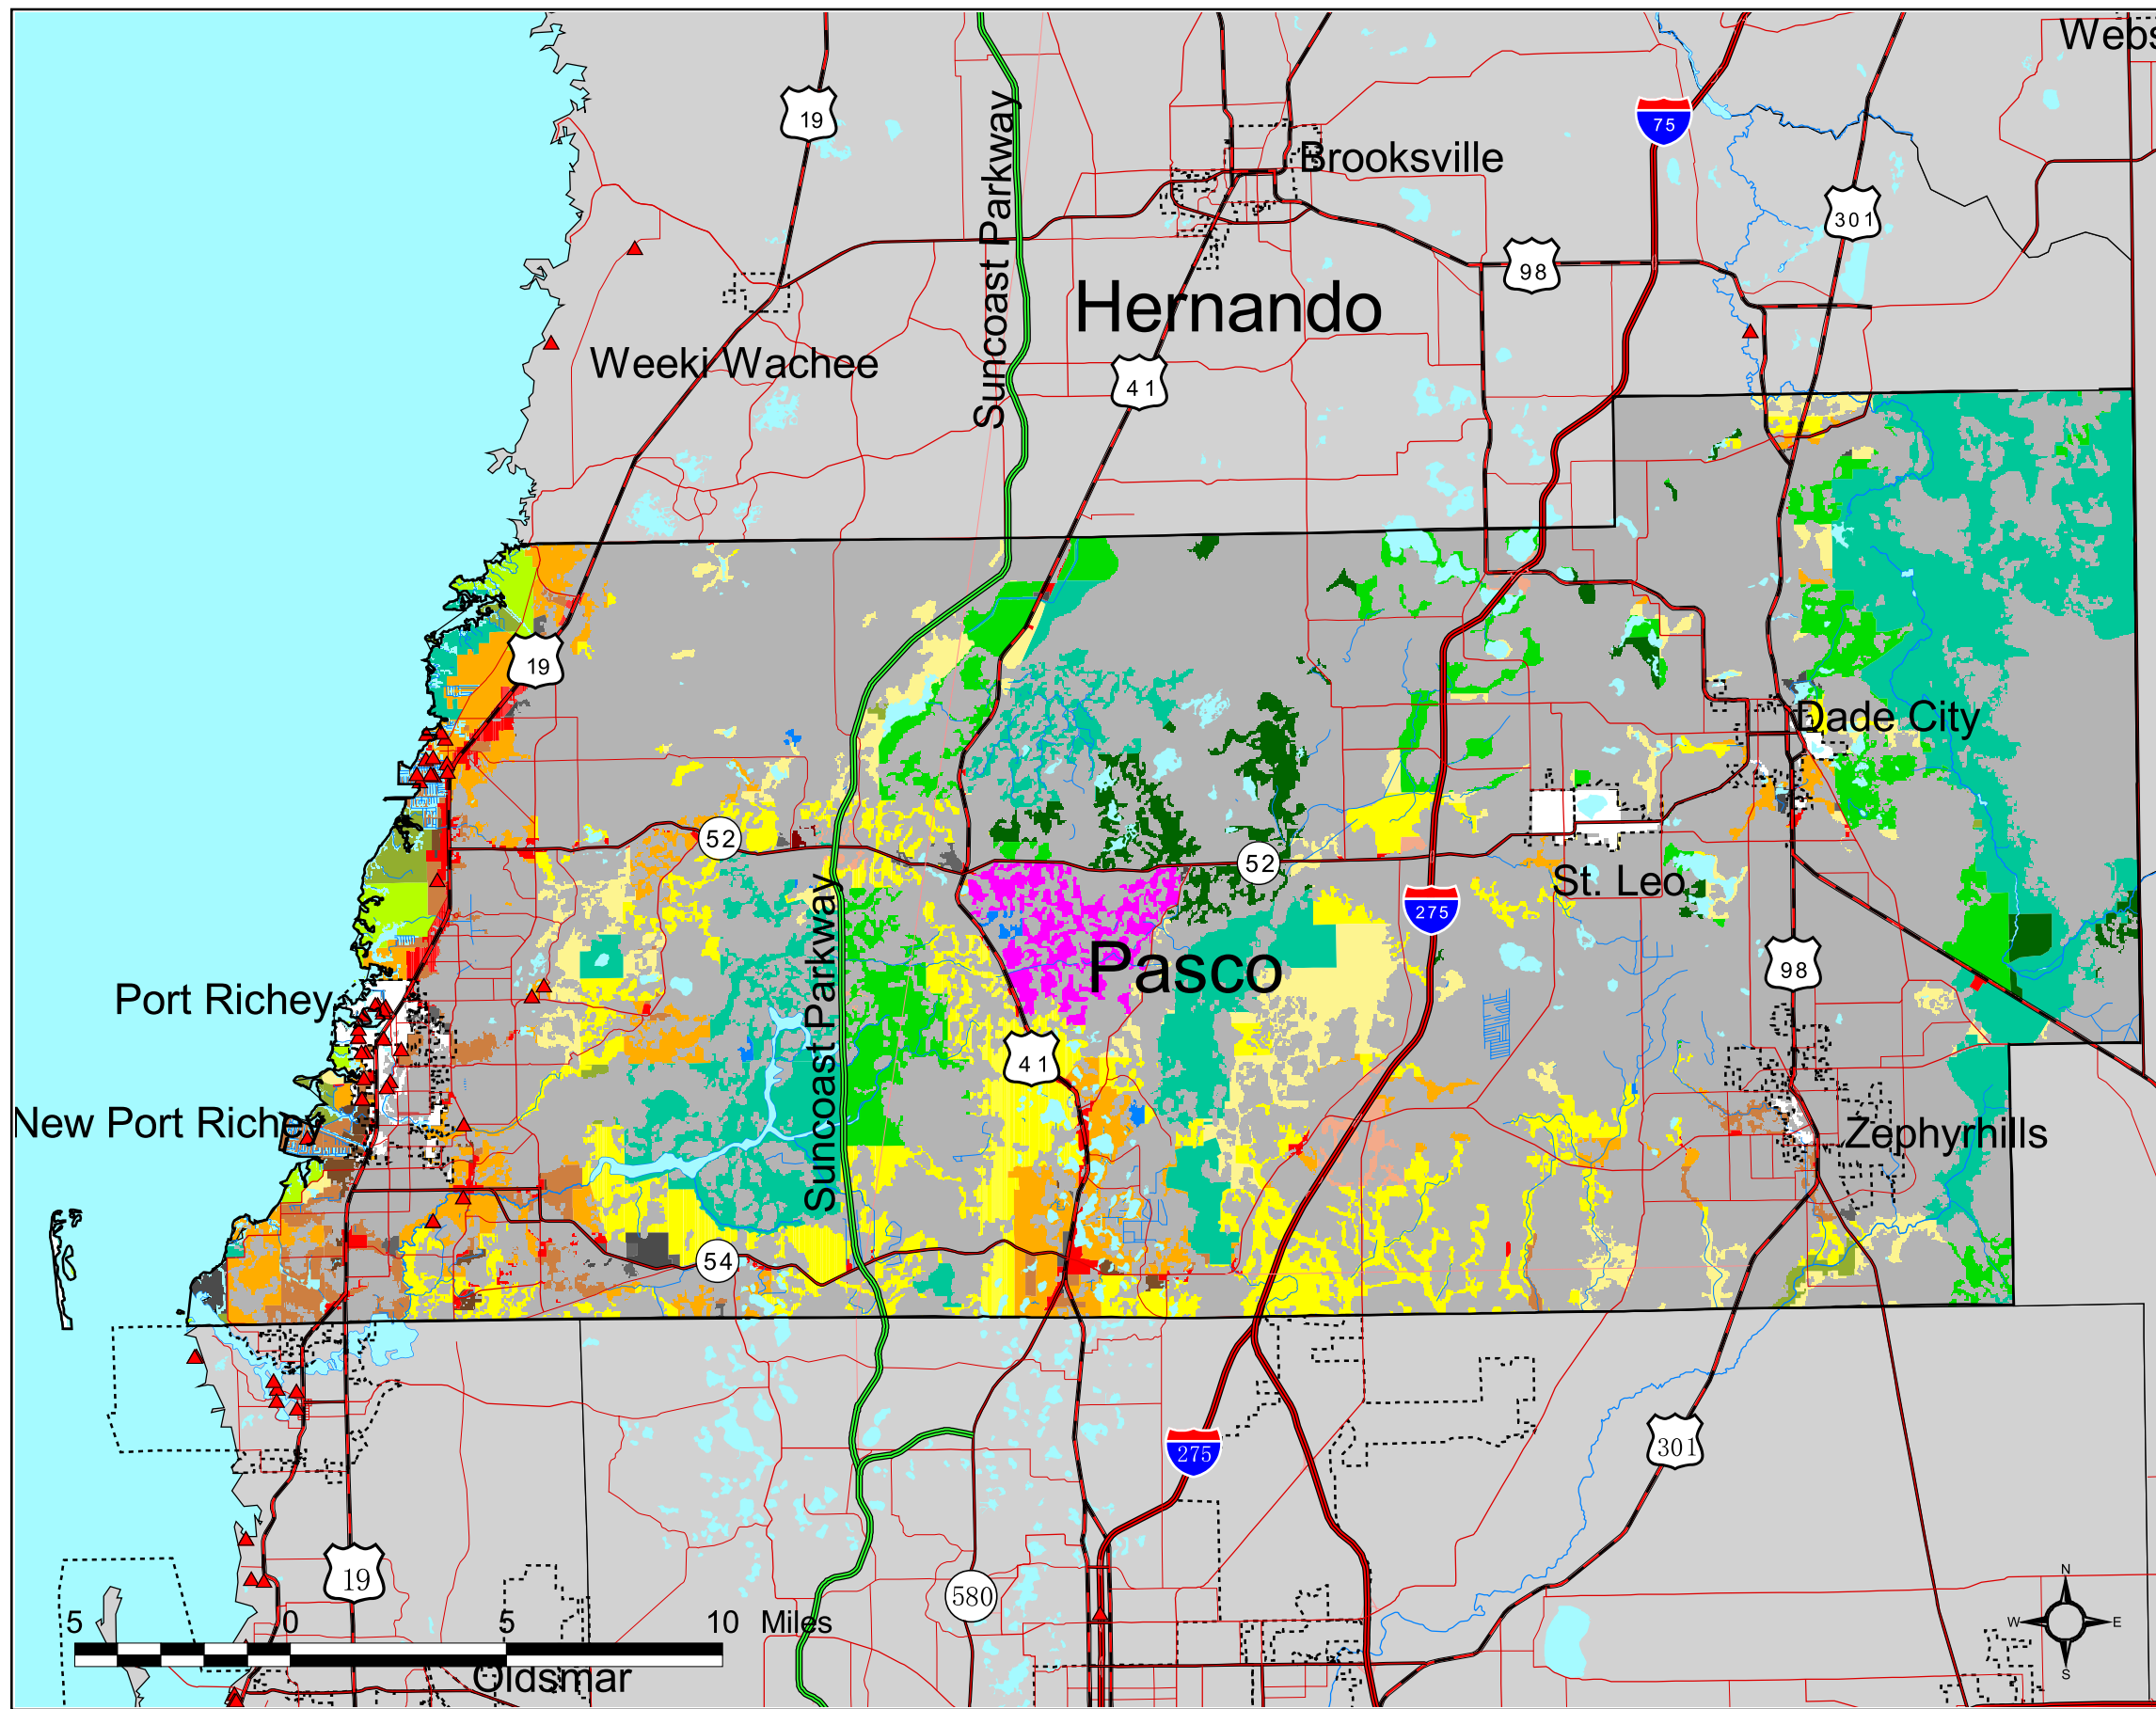 Webs
19
75
Suncoast Parkway
Brooksville
301
98
Hernando
Weeki Wachee
41
19
Dade City
52
52
St. Leo
275
Suncoast Parkway
Pasco
98
Port Richey
41
New Port Richey
Zephyrhills
54
275
301
19
580
N
W E
S
5 0 5 10 Miles
Oldsmar